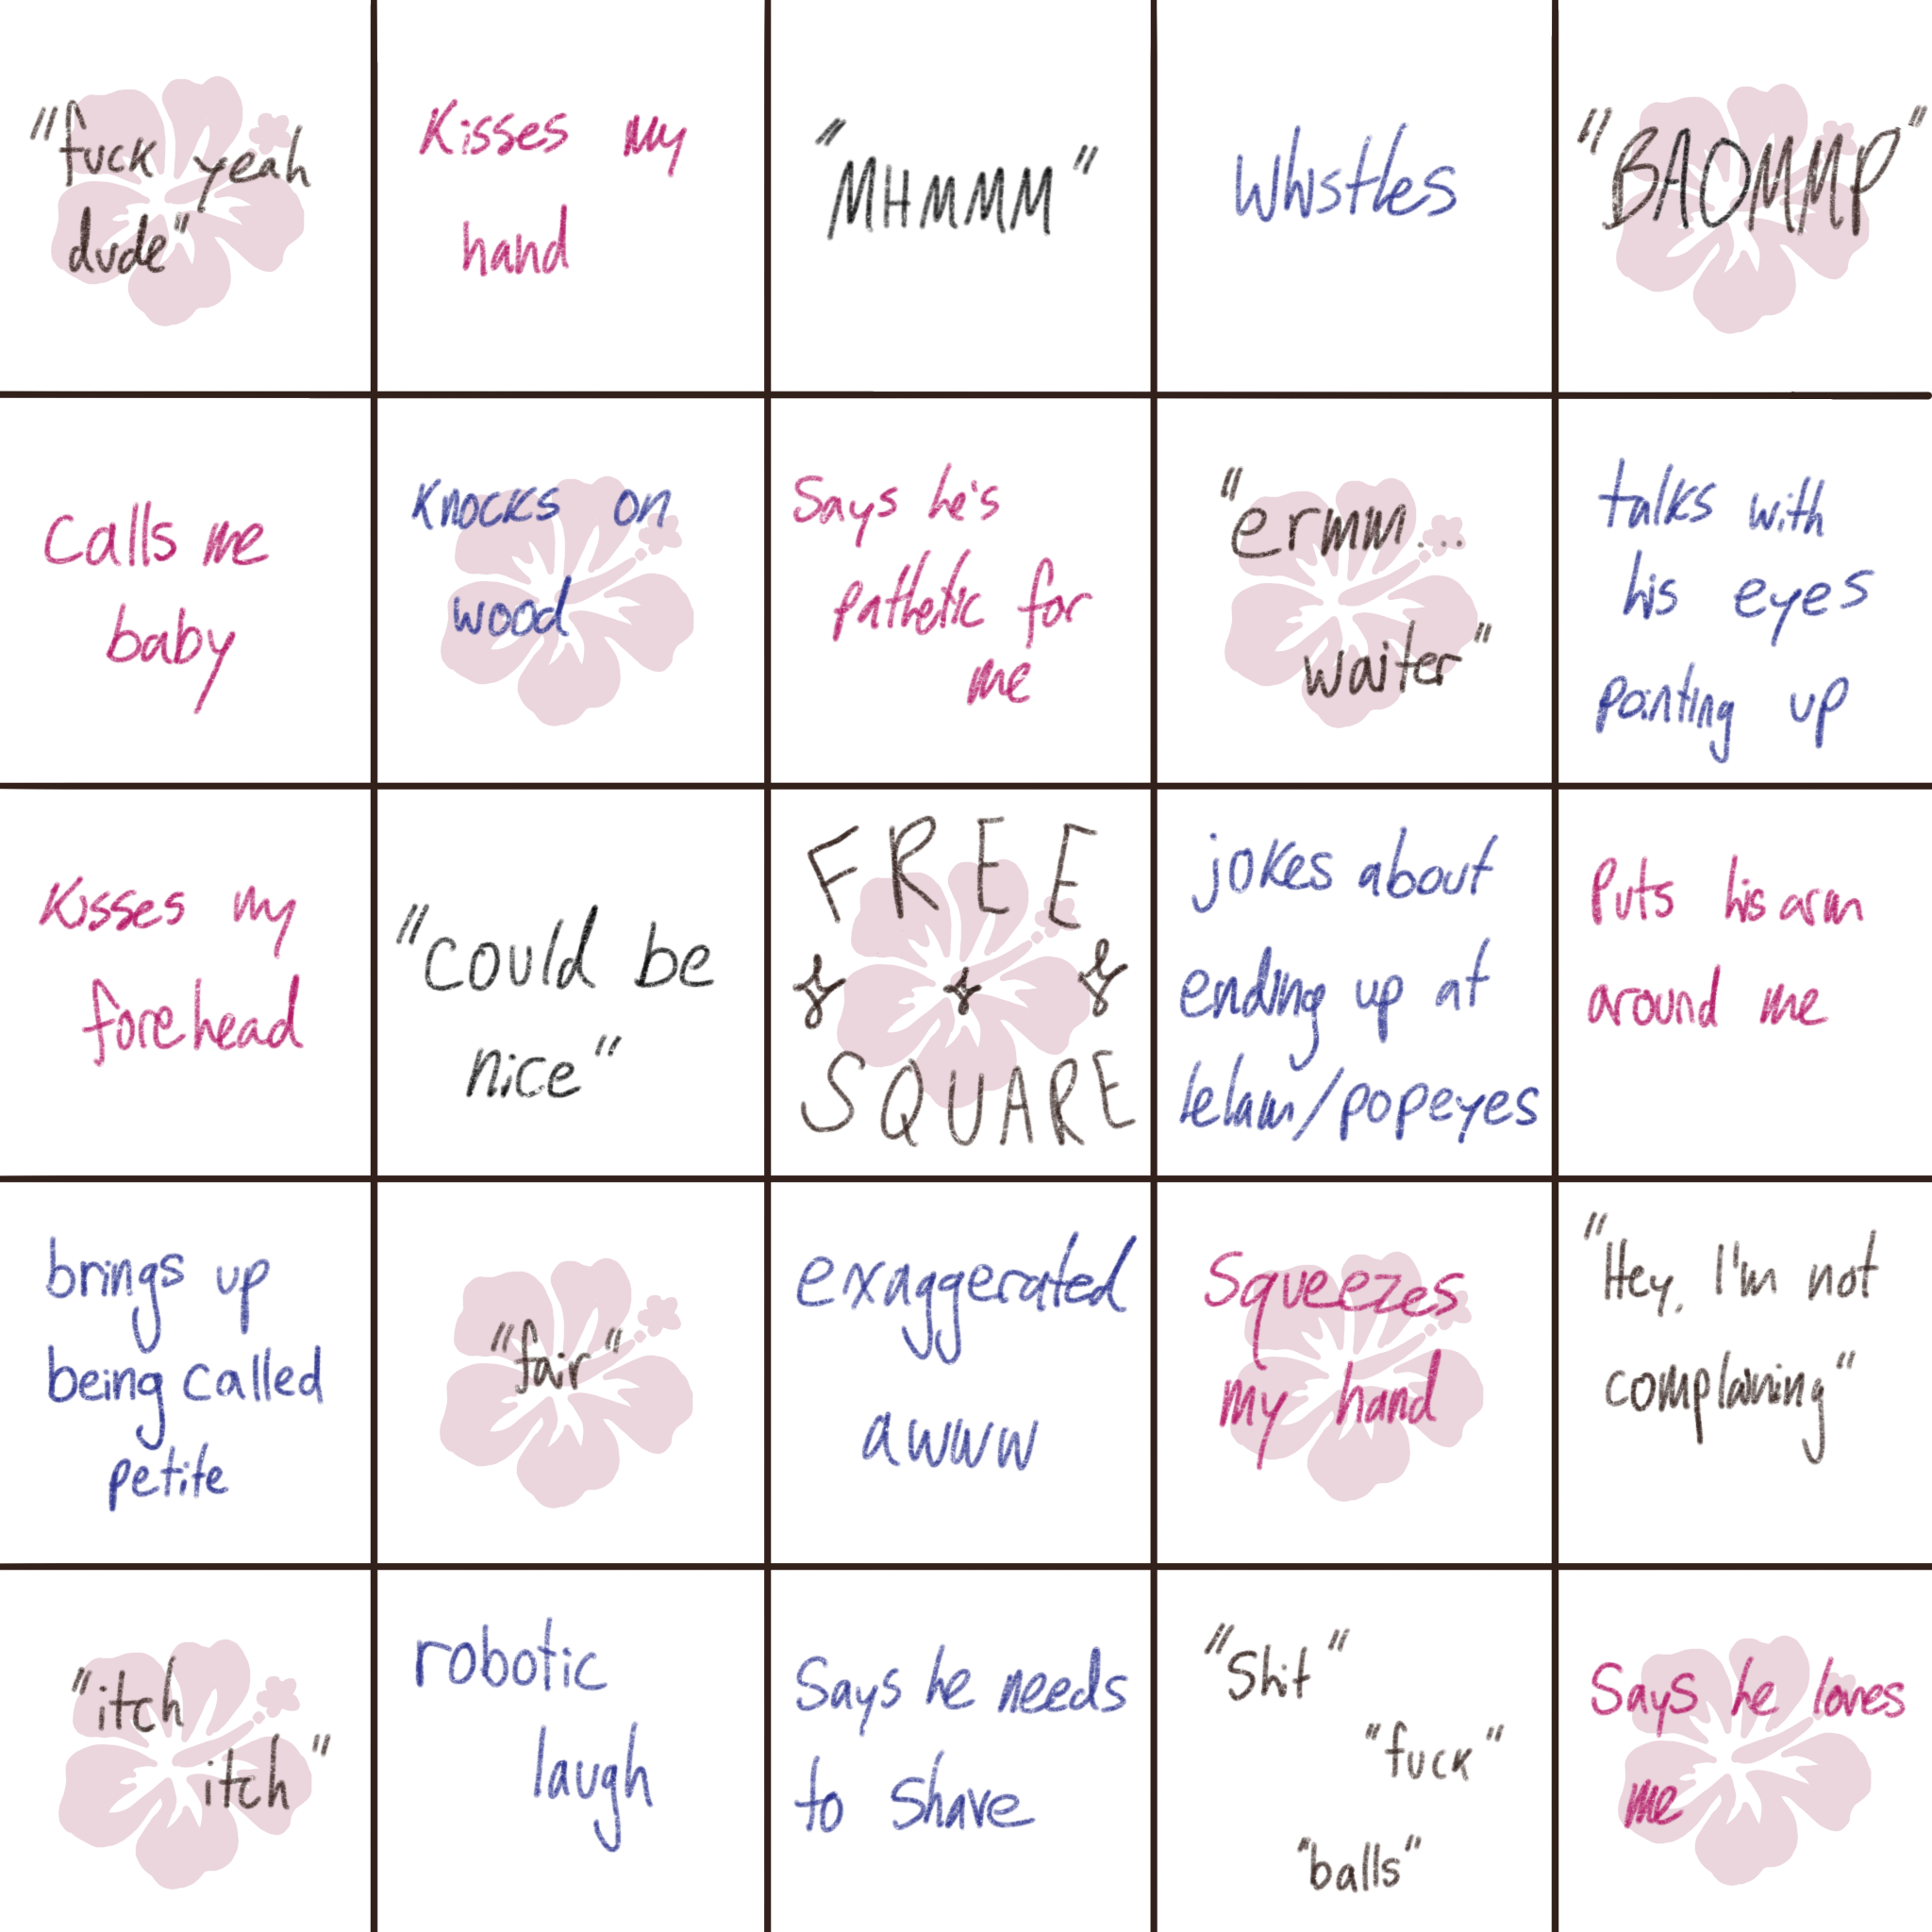 "fuck yeah
dude"
Kisses my
hand
"MHMMM"
Whistles
"BAOMMP"
Calls me
baby
Knocks on
wood
Says he's
pathetic for
me
"ermm...
waiter"
talks with
his eyes
pointing up
Kisses my
forehead
"could be
nice"
FREE
SQUARE
jokes about
ending up at
lelam/popeyes
Puts his arm
around me
brings up
being called
petite
"fair"
exaggerated
awww
Squeezes
my hand
"Hey, I'm not
complaining"
"itch
itch"
robotic
laugh
Says he needs
to shave
"Shit"
"fuck"
"balls"
Says he loves
me